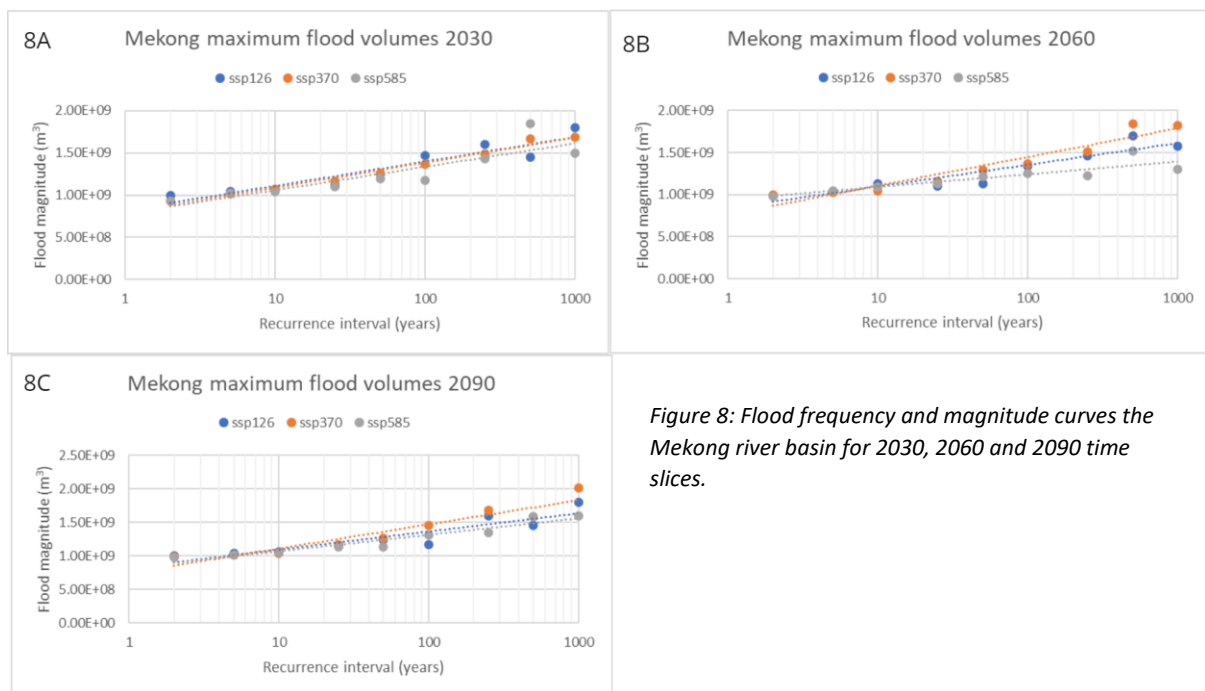 8A
Mekong maximum flood volumes 2030
ssp126 ssp370 ssp585
2.00E+09
1.50E+09
1.00E+09
5.00E+08
0.00E+00
Flood magnitude (m³)
1 10 100 1000
Recurrence interval (years)
8B
Mekong maximum flood volumes 2060
ssp126 ssp370 ssp585
2.00E+09
1.50E+09
1.00E+09
5.00E+08
0.00E+00
Flood magnitude (m³)
1 10 100 1000
Recurrence interval (years)
8C
Mekong maximum flood volumes 2090
ssp126 ssp370 ssp585
2.50E+09
2.00E+09
1.50E+09
1.00E+09
5.00E+08
0.00E+00
Flood magnitude (m³)
1 10 100 1000
Recurrence interval (years)
Figure 8: Flood frequency and magnitude curves the
Mekong river basin for 2030, 2060 and 2090 time
slices.